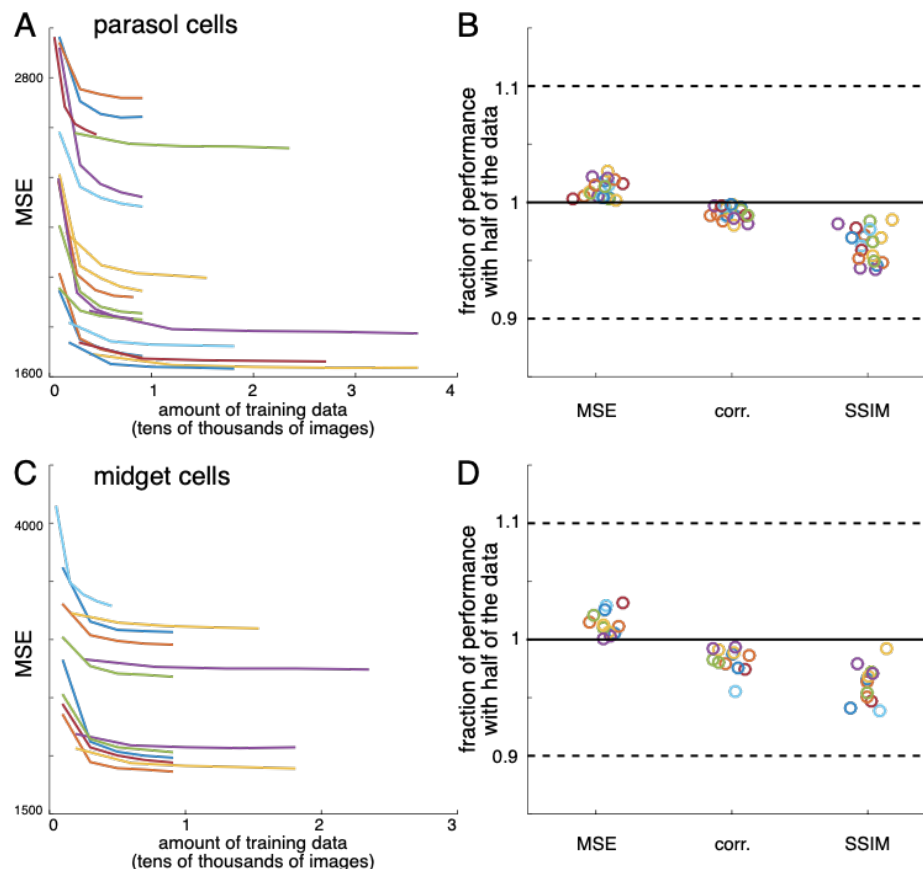 A
parasol cells
2800
MSE
1600
0
1
2
3
4
amount of training data
(tens of thousands of images)
B
fraction of performance
with half of the data
1.1
1
0.9
MSE
corr.
SSIM
C
midget cells
4000
MSE
1500
0
1
2
3
amount of training data
(tens of thousands of images)
D
fraction of performance
with half of the data
1.1
1
0.9
MSE
corr.
SSIM